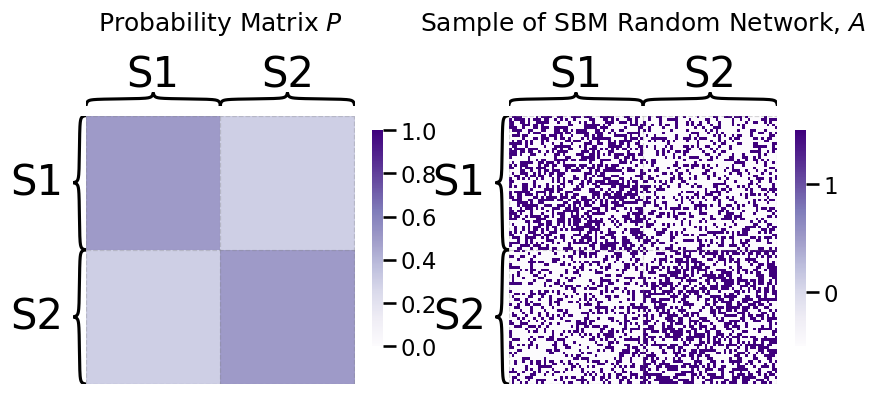 Probability Matrix P
Sample of SBM Random Network, A
S1 S2
S1 S2
S1
S2
1.0
0.8
0.6
0.4
0.2
0.0
S1
S2
1
0